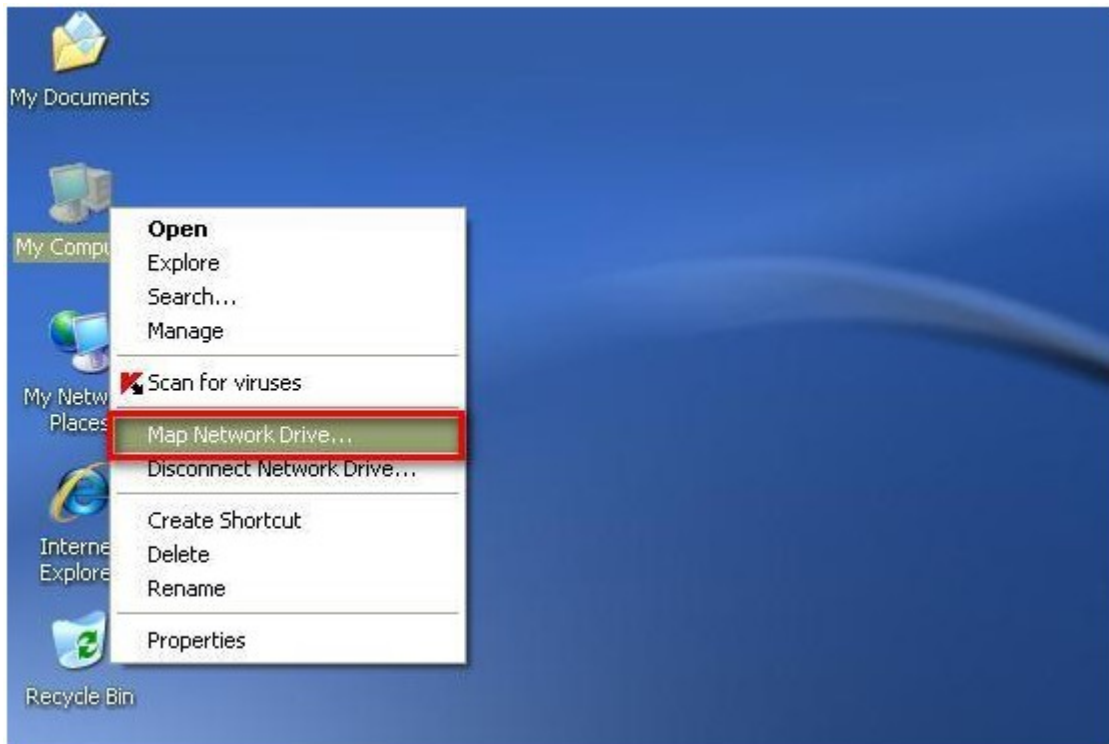 My Documents
My Compu
My Netw
Places
Interne
Explore
Recycle Bin
Open
Explore
Search...
Manage
Scan for viruses
Map Network Drive...
Disconnect Network Drive...
Create Shortcut
Delete
Rename
Properties